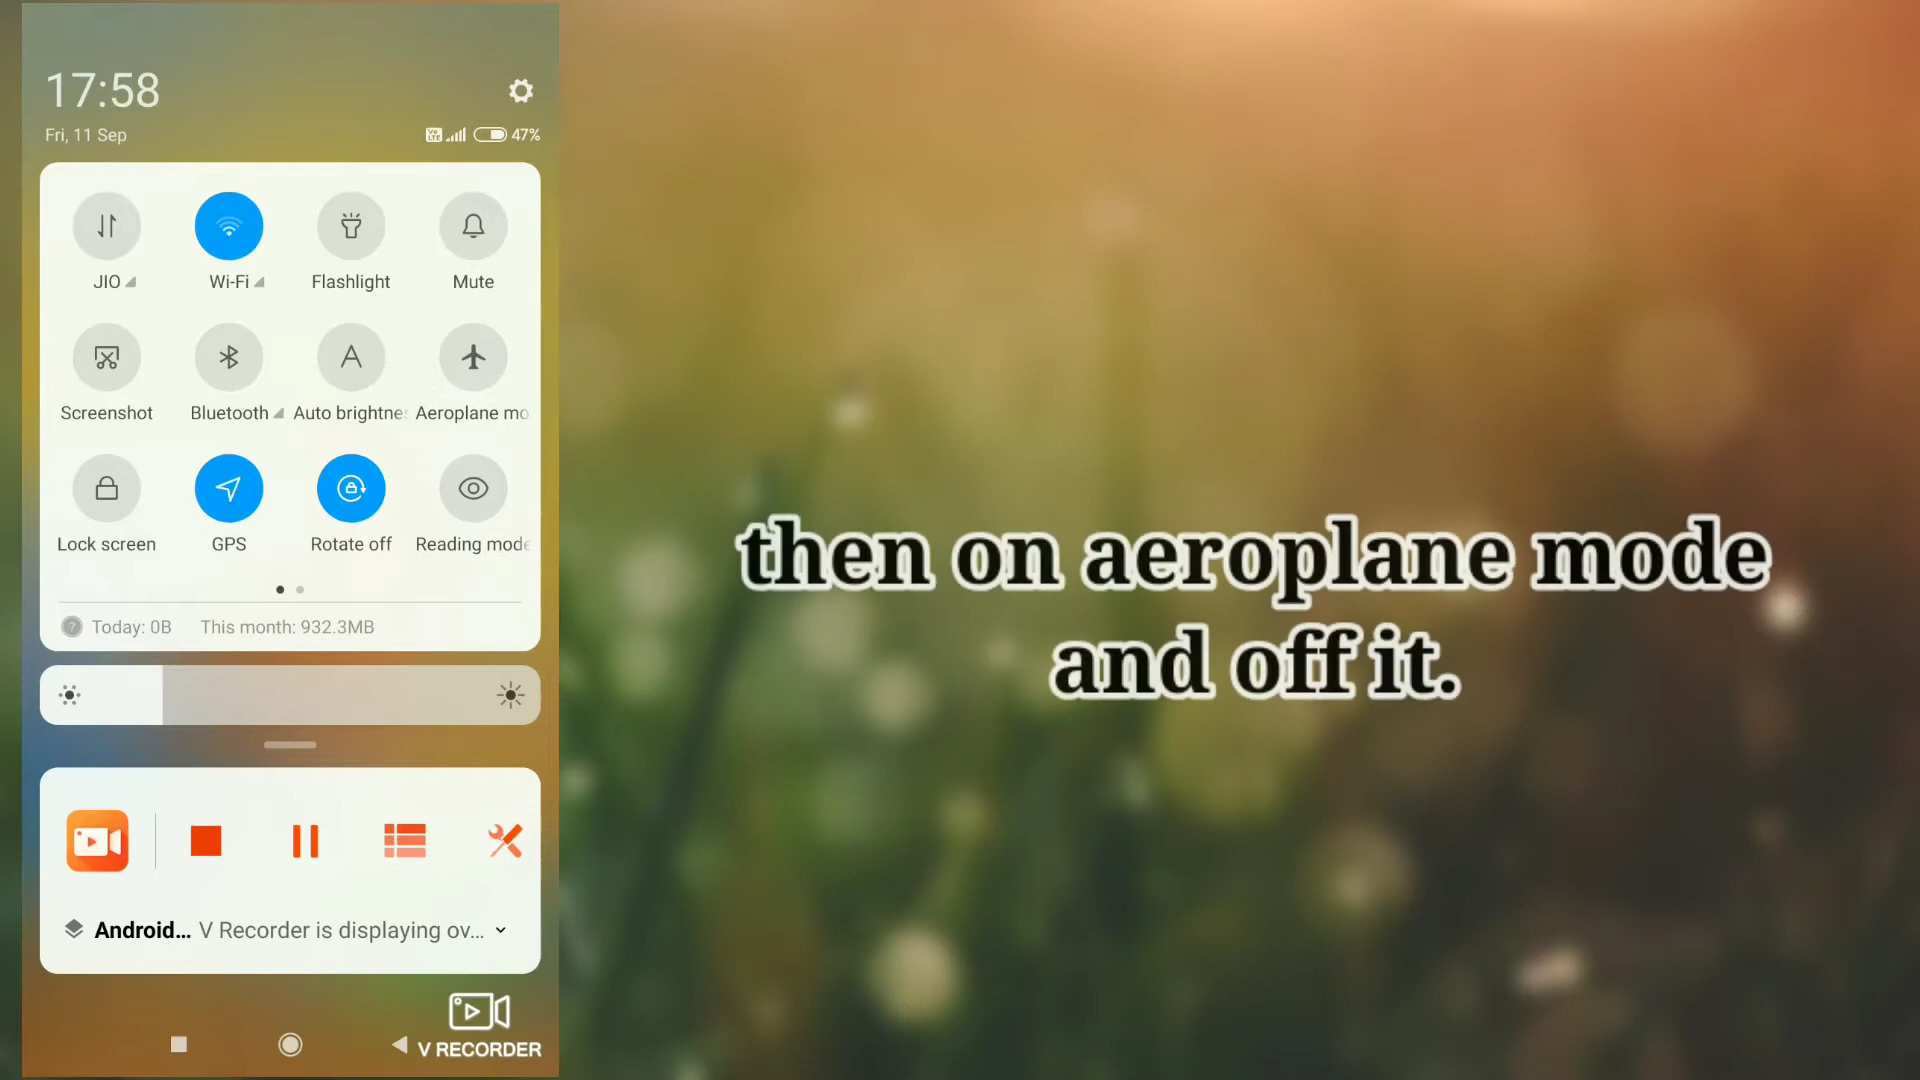 17:58
Fri, 11 Sep
47%
JIO Wi-Fi Flashlight Mute
Screenshot Bluetooth Auto brightnes Aeroplane mo
Lock screen GPS Rotate off Reading mode
Today: 0B This month: 932.3MB
Android... V Recorder is displaying ov...
V RECORDER
then on aeroplane mode
and off it.